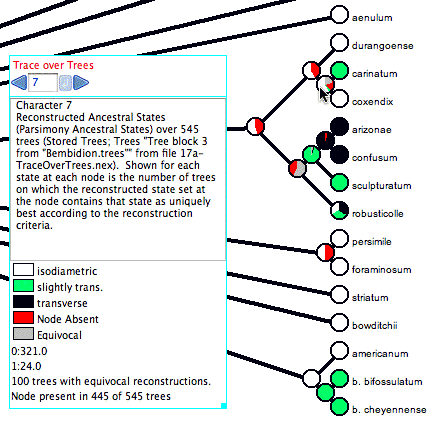 Trace over Trees
7
Character 7
Reconstructed Ancestral States
(Parsimony Ancestral States) over 545
trees (Stored Trees; Trees "Tree block 3
from "Bembidion.trees"" from file 17a-
TraceOverTrees.nex). Shown for each
state at each node is the number of trees
on which the reconstructed state set at
the node contains that state as uniquely
best according to the reconstruction
criteria.
isodiametric
slightly trans.
transverse
Node Absent
Equivocal
0:321.0
1:24.0
100 trees with equivocal reconstructions.
Node present in 445 of 545 trees
aenulum
durangoense
carinatum
coxendix
arizonae
confusum
sculpturatum
robusticolle
persimile
foraminosum
striatum
bowditchii
americanum
b. bifossulatum
b. cheyennense